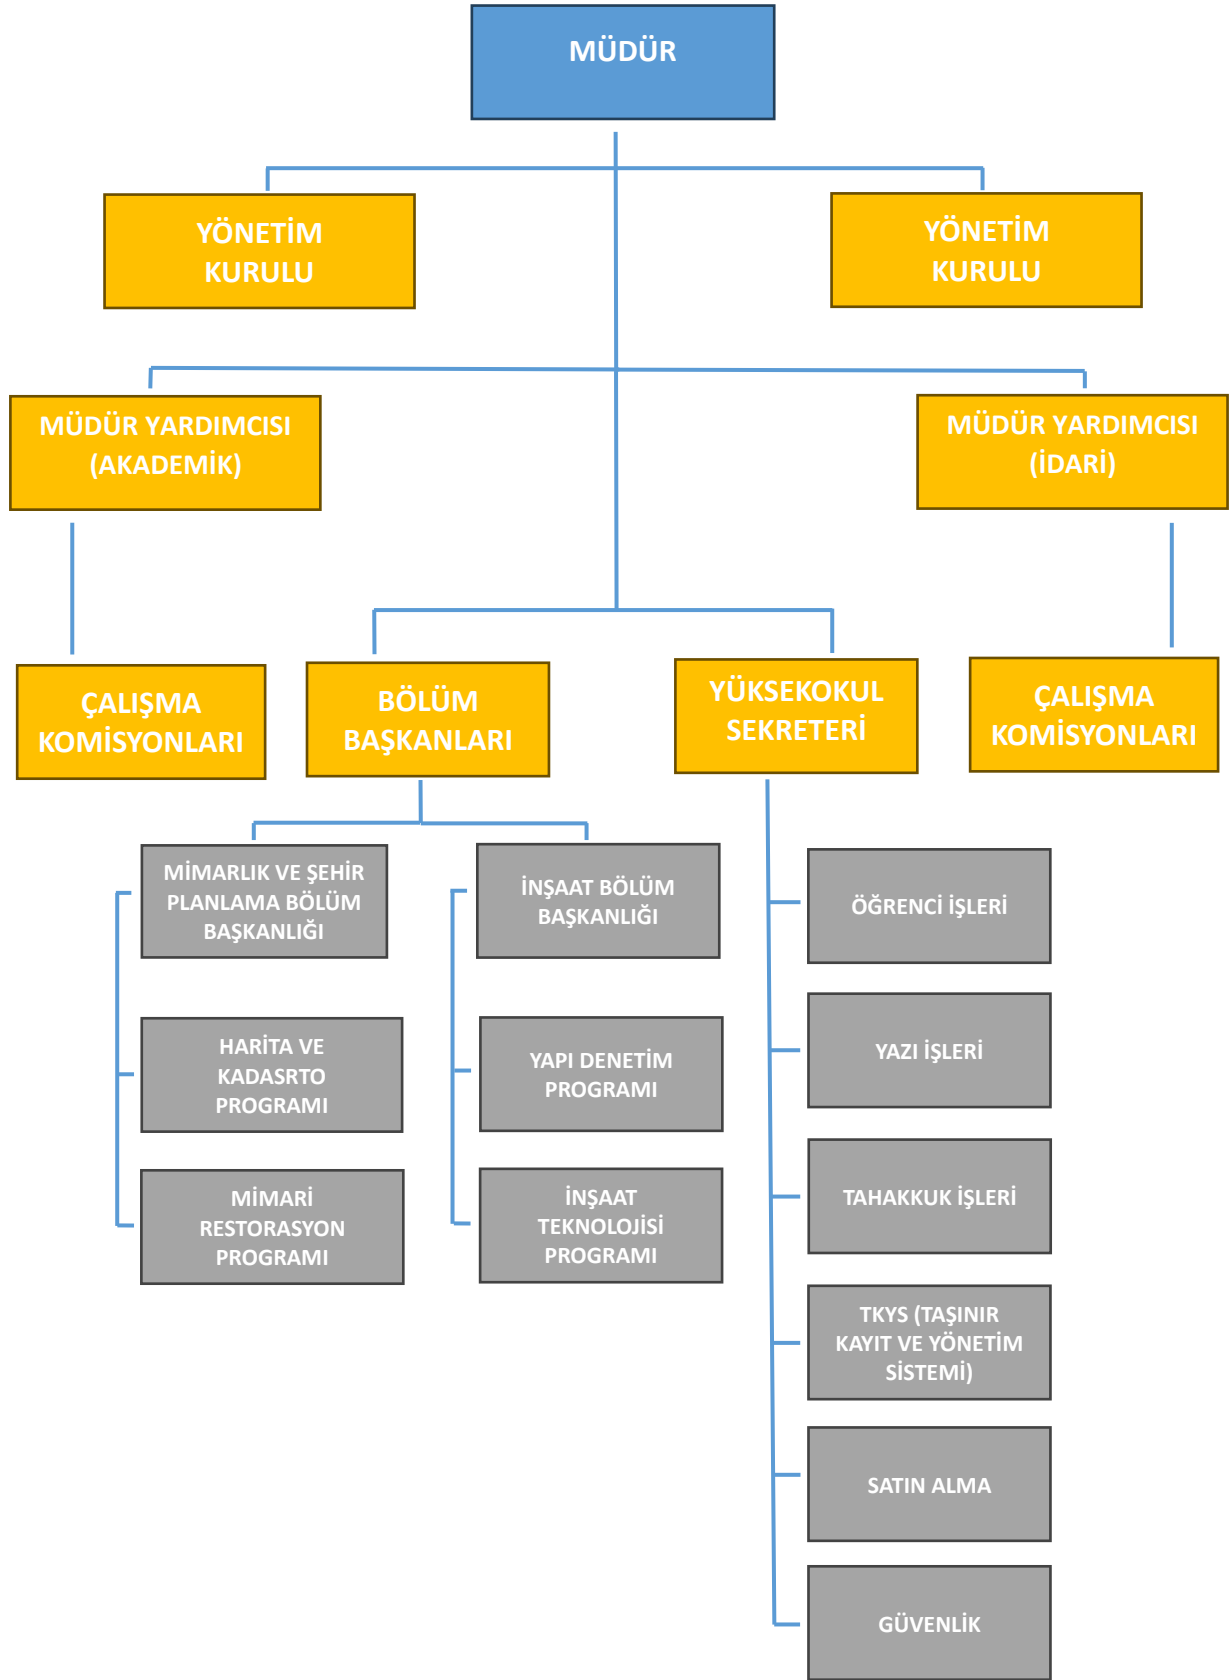 MÜDÜR
YÖNETİM
KURULU
YÖNETİM
KURULU
MÜDÜR YARDIMCISI
(AKADEMİK)
MÜDÜR YARDIMCISI
(İDARİ)
ÇALIŞMA
KOMİSYONLARI
BÖLÜM
BAŞKANLARI
YÜKSEKOKUL
SEKRETERİ
ÇALIŞMA
KOMİSYONLARI
MİMARLIK VE ŞEHİR
PLANLAMA BÖLÜM
BAŞKANLIĞI
HARİTA VE
KADASRTO
PROGRAMI
MİMARİ
RESTORASYON
PROGRAMI
İNŞAAT BÖLÜM
BAŞKANLIĞI
YAPI DENETİM
PROGRAMI
İNŞAAT
TEKNOLOJİSİ
PROGRAMI
ÖĞRENCİ İŞLERİ
YAZI İŞLERİ
TAHAKKUK İŞLERİ
TKYS (TAŞINIR
KAYIT VE YÖNETİM
SİSTEMİ)
SATIN ALMA
GÜVENLİK